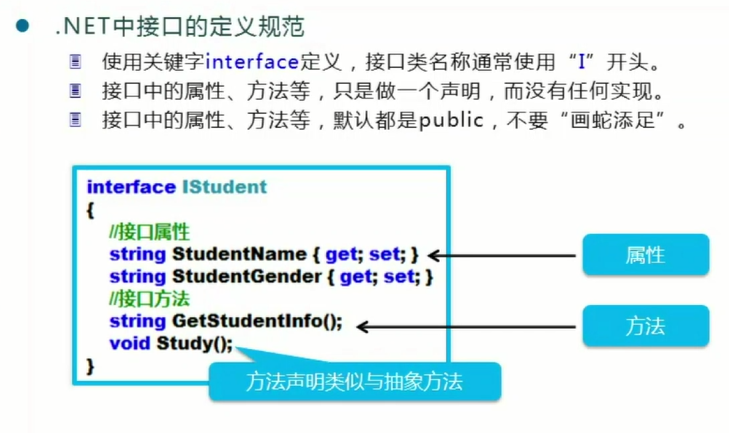 .NET中接口的定义规范
使用关键字interface定义，接口类名称通常使用“I”开头。
接口中的属性、方法等，只是做一个声明，而没有任何实现。
接口中的属性、方法等，默认都是public，不要“画蛇添足”。
interface IStudent
{
//接口属性
string StudentName { get; set; }
属性
string StudentGender { get; set; }
//接口方法
string GetStudentInfo();
方法
void Study();
}
方法声明类似与抽象方法